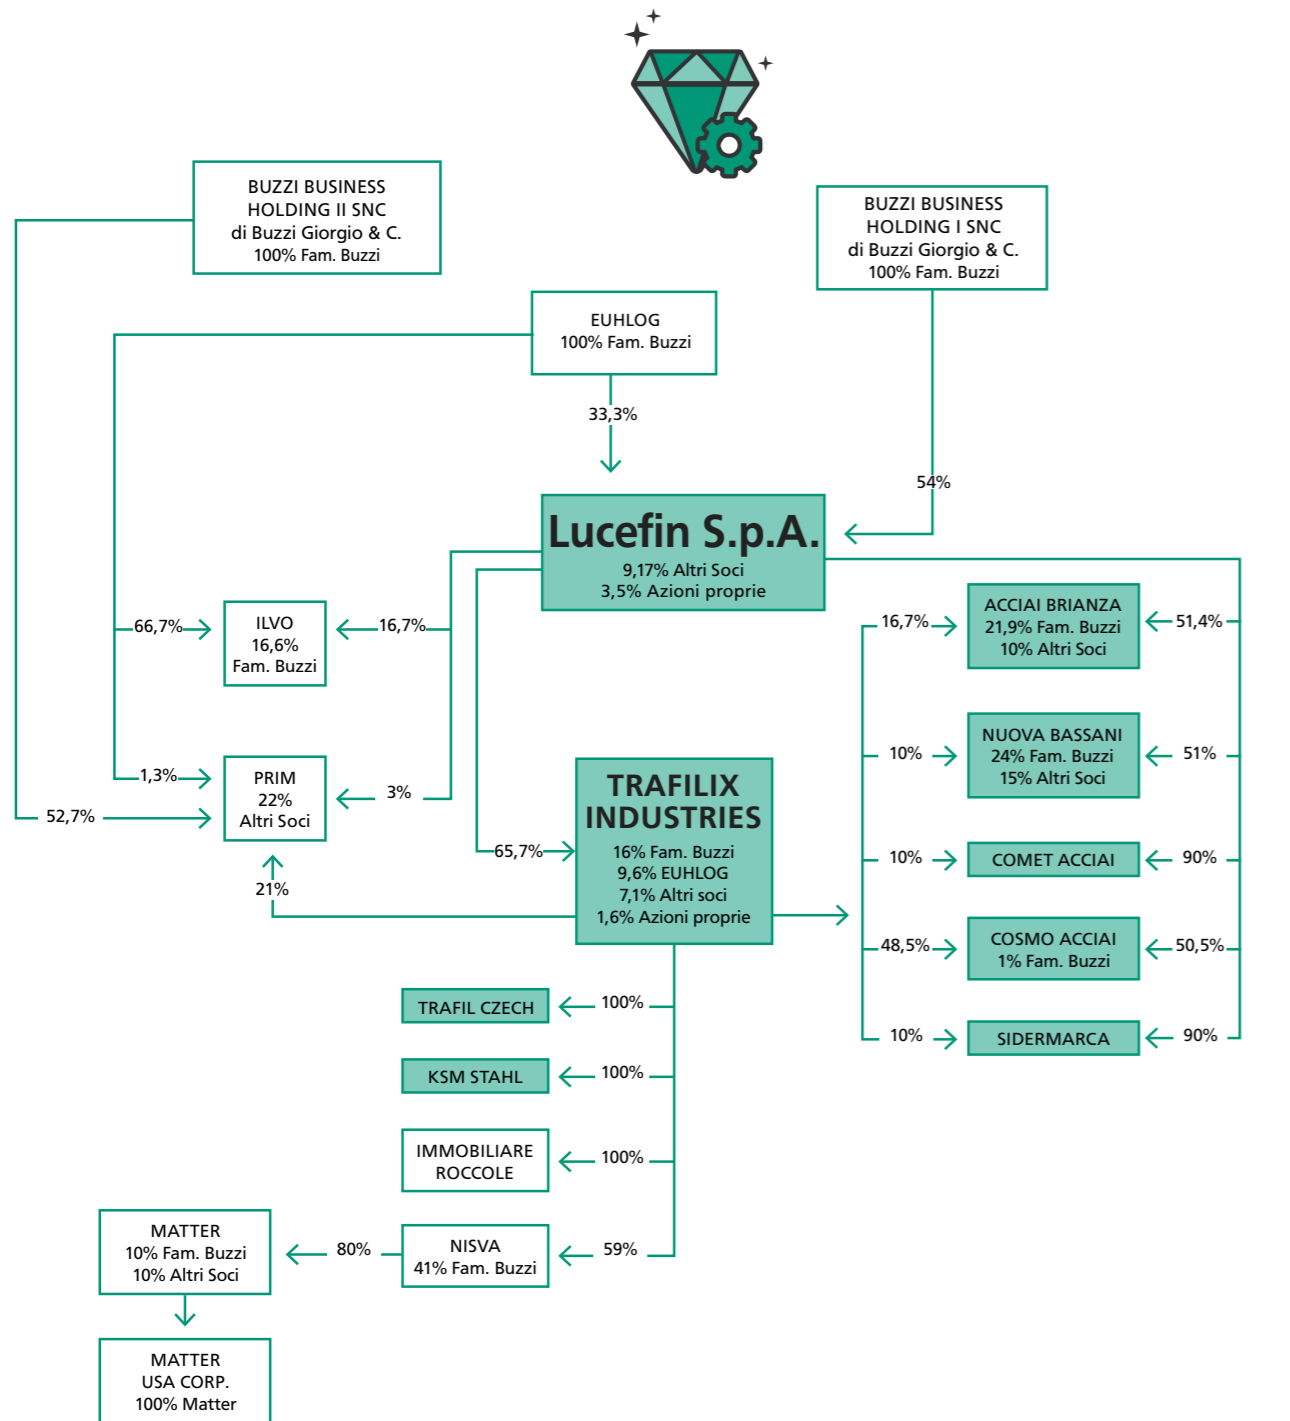 BUZZI BUSINESS
HOLDING II SNC
di Buzzi Giorgio & C.
100% Fam. Buzzi
BUZZI BUSINESS
HOLDING I SNC
di Buzzi Giorgio & C.
100% Fam. Buzzi
EUHLOG
100% Fam. Buzzi
33,3%
54%
Lucefin S.p.A.
9,17% Altri Soci
3,5% Azioni proprie
66,7%
ILVO
16,6%
Fam. Buzzi
16,7%
16,7%
ACCIAI BRIANZA
21,9% Fam. Buzzi
10% Altri Soci
51,4%
10%
NUOVA BASSANI
24% Fam. Buzzi
15% Altri Soci
51%
1,3%
52,7%
PRIM
22%
Altri Soci
3%
21%
65,7%
TRAFILIX
INDUSTRIES
16% Fam. Buzzi
9,6% EUHLOG
7,1% Altri soci
1,6% Azioni proprie
10%
COMET ACCIAI
90%
48,5%
COSMO ACCIAI
1% Fam. Buzzi
50,5%
10%
SIDERMARCA
90%
TRAFIL CZECH
100%
KSM STAHL
100%
IMMOBILIARE
ROCCOLE
100%
MATTER
10% Fam. Buzzi
10% Altri Soci
80%
NISVA
41% Fam. Buzzi
59%
MATTER
USA CORP.
100% Matter